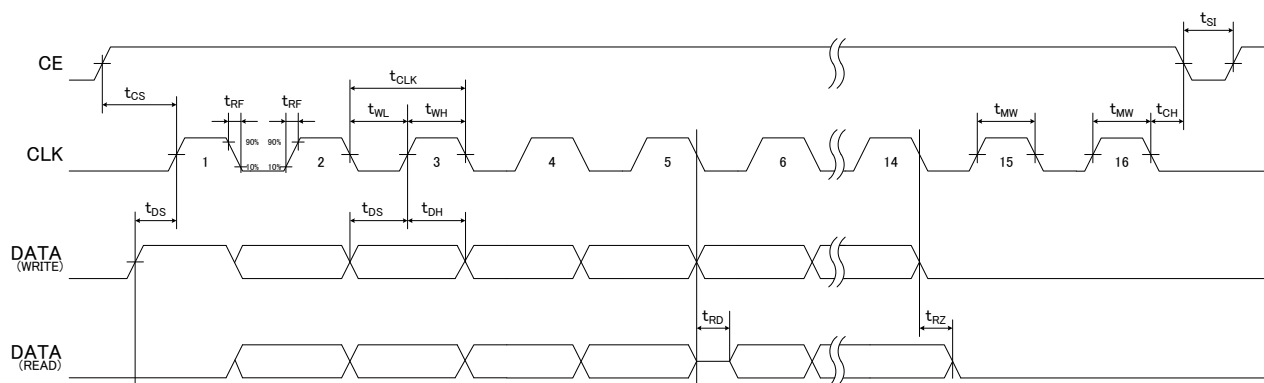 tSI
CE
tCLK
tCS
tRF
tRF
tWL
tWH
tMW
tMW
tCH
90%
90%
CLK
1
2
3
4
5
6
14
15
16
10%
10%
tDS
tDS
tDH
DATA
(WRITE)
tRD
tRZ
DATA
(READ)